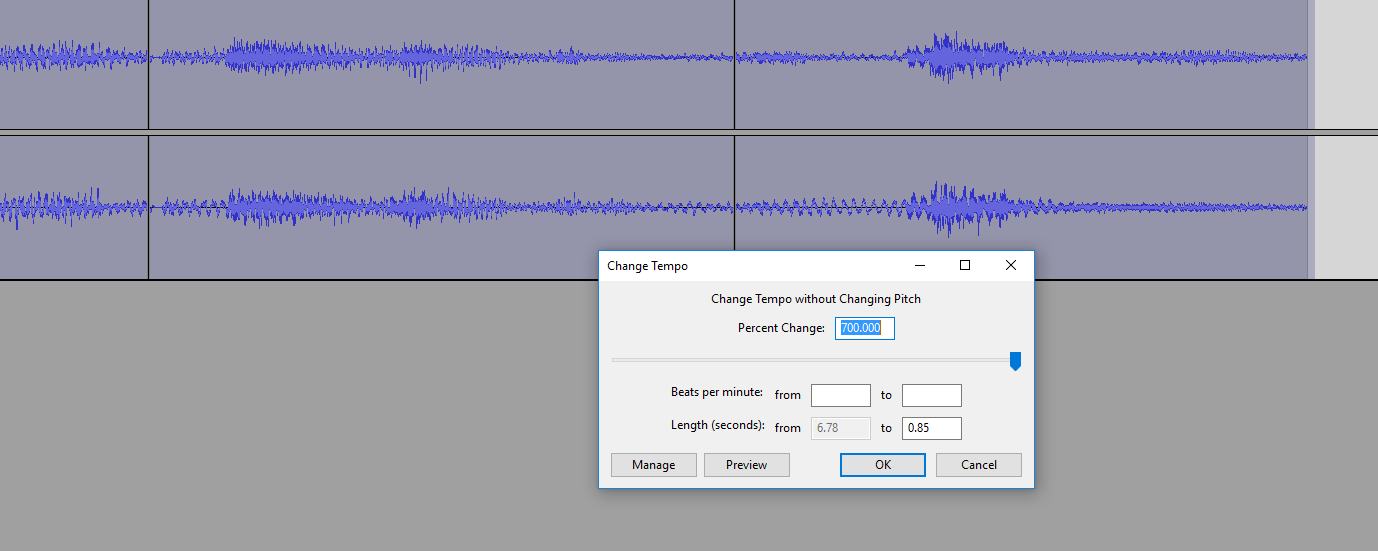 Change Tempo
Change Tempo without Changing Pitch
Percent Change: 700.000
Beats per minute: from to
Length (seconds): from 6.78 to 0.85
Manage Preview OK Cancel